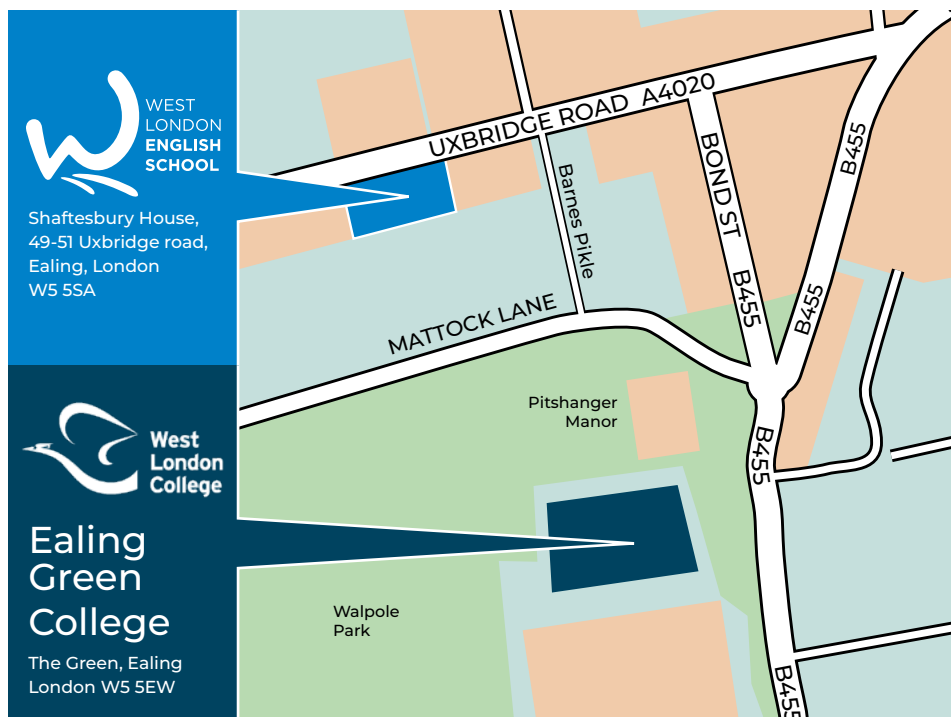 WEST
LONDON
ENGLISH
SCHOOL
Shaftesbury House,
49-51 Uxbridge road,
Ealing, London
W5 5SA
West
London
College
Ealing
Green
College
The Green, Ealing
London W5 5EW
UXBRIDGE ROAD A4020
BOND ST
B455
B455
B455
Barnes Pikle
MATTOCK LANE
Pitshanger
Manor
B455
Walpole
Park
B455